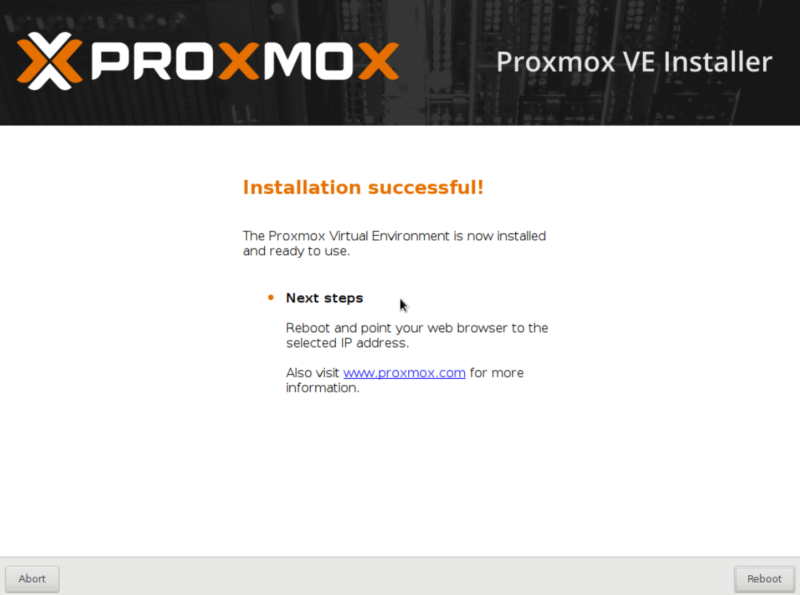 PROXMOX
Proxmox VE Installer
Installation successful!
The Proxmox Virtual Environment is now installed
and ready to use.
Next steps
Reboot and point your web browser to the
selected IP address.
Also visit www.proxmox.com for more
information.
Abort
Reboot